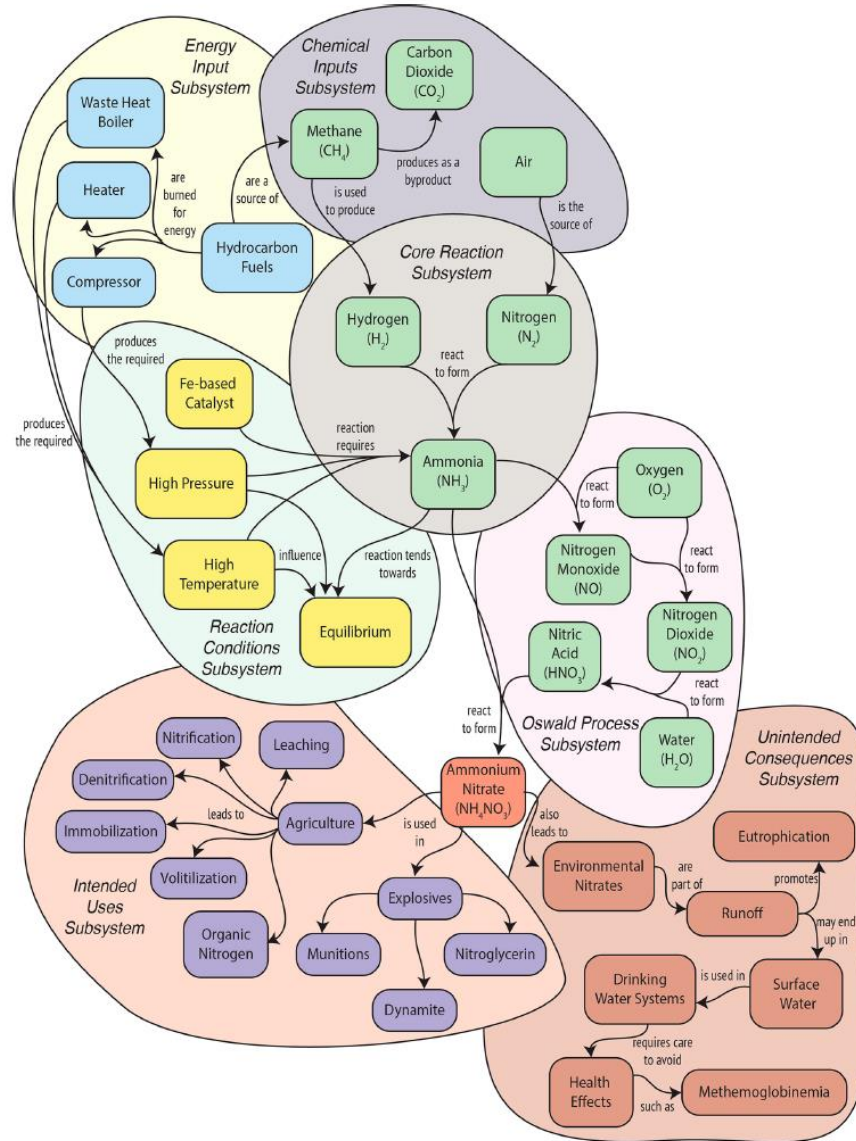 Energy
Input
Subsystem
Waste Heat
Boiler
Heater
Compressor
are
burned
for
energy
Hydrocarbon
Fuels
are a
source of
Chemical
Inputs
Subsystem
Carbon
Dioxide
(CO₂)
Methane
(CH₄)
produces as a
byproduct
Air
is used
to produce
is the
source of
Core Reaction
Subsystem
Hydrogen
(H₂)
Nitrogen
(N₂)
react
to form
Ammonia
(NH₃)
produces
the required
produces
the required
Fe-based
Catalyst
reaction
requires
High Pressure
High
Temperature
influence
reaction tends
towards
Equilibrium
Reaction
Conditions
Subsystem
Oxygen
(O₂)
react
to form
Nitrogen
Monoxide
(NO)
react
to form
Nitrogen
Dioxide
(NO₂)
Nitric
Acid
(HNO₃)
react
to form
Water
(H₂O)
Oswald Process
Subsystem
react
to form
Ammonium
Nitrate
(NH₄NO₃)
is used
in
also
leads to
Nitrification
Leaching
Denitrification
leads to
Agriculture
Immobilization
Volitilization
Organic
Nitrogen
Intended
Uses
Subsystem
Explosives
Munitions
Nitroglycerin
Dynamite
Unintended
Consequences
Subsystem
Eutrophication
Environmental
Nitrates
are
part of
promotes
Runoff
may end
up in
Surface
Water
is used in
Drinking
Water Systems
requires care
to avoid
Health
Effects
such as
Methemoglobinemia